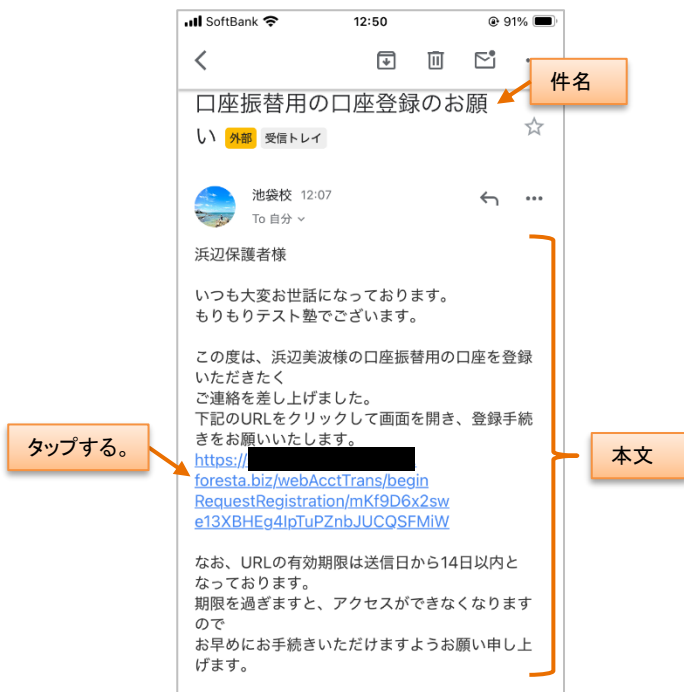 SoftBank 12:50 91%
件名
口座振替用の口座登録のお願
い 外部 受信トレイ
池袋校 12:07
To 自分
浜辺保護者様
いつも大変お世話になっております。
もりもりテスト塾でございます。
この度は、浜辺美波様の口座振替用の口座を登録
いただきたく
ご連絡を差し上げました。
下記のURLをクリックして画面を開き、登録手続
きをお願いいたします。
タップする。
https://
foresta.biz/webAcctTrans/begin
RequestRegistration/mKf9D6x2sw
e13XBHEg4lpTuPZnbJUCQSFMiW
本文
なお、URLの有効期限は送信日から14日以内と
なっております。
期限を過ぎますと、アクセスができなくなります
ので
お早めにお手続きいただけますようお願い申し上
げます。